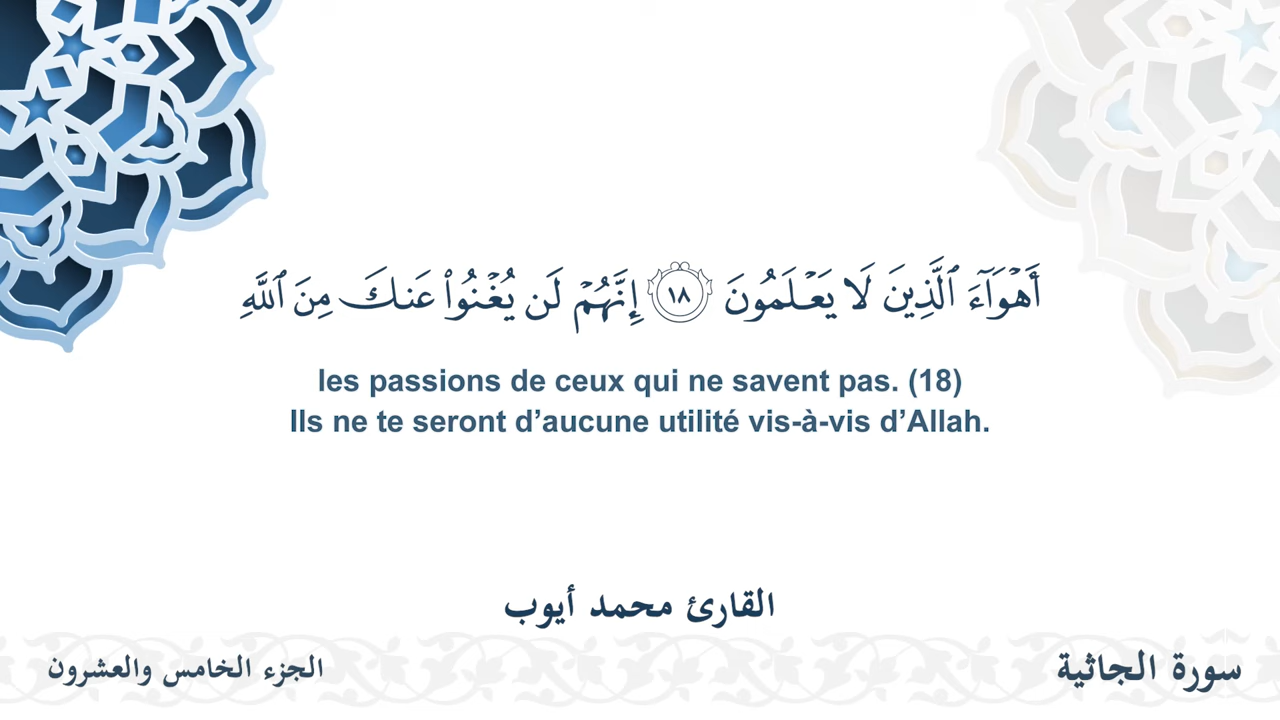 أَهْوَآءَ ٱلَّذِينَ لَا يَعْلَمُونَ ١٨ إِنَّهُمْ لَن يُغْنُوا۟ عَنكَ مِنَ ٱللَّهِ
les passions de ceux qui ne savent pas. (18)
Ils ne te seront d’aucune utilité vis-à-vis d’Allah.
القارئ محمد أيوب
سورة الجاثية
الجزء الخامس والعشرون